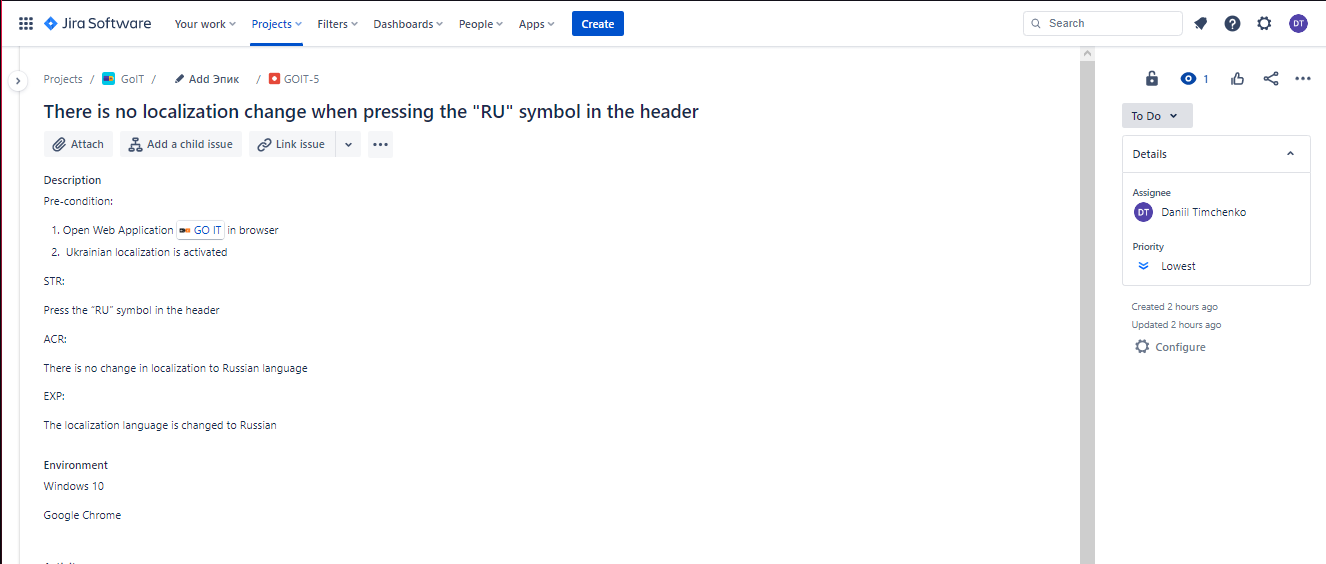 Jira Software Your work Projects Filters Dashboards People Apps Create Search DT
Projects / GoIT / Add Эпик / GOIT-5 1
There is no localization change when pressing the "RU" symbol in the header
To Do
Attach Add a child issue Link issue
Details
Description
Pre-condition:
Assignee
DT Daniil Timchenko
1. Open Web Application GO IT in browser
2. Ukrainian localization is activated
Priority
Lowest
STR:
Press the “RU” symbol in the header
Created 2 hours ago
Updated 2 hours ago
ACR:
Configure
There is no change in localization to Russian language
EXP:
The localization language is changed to Russian
Environment
Windows 10
Google Chrome